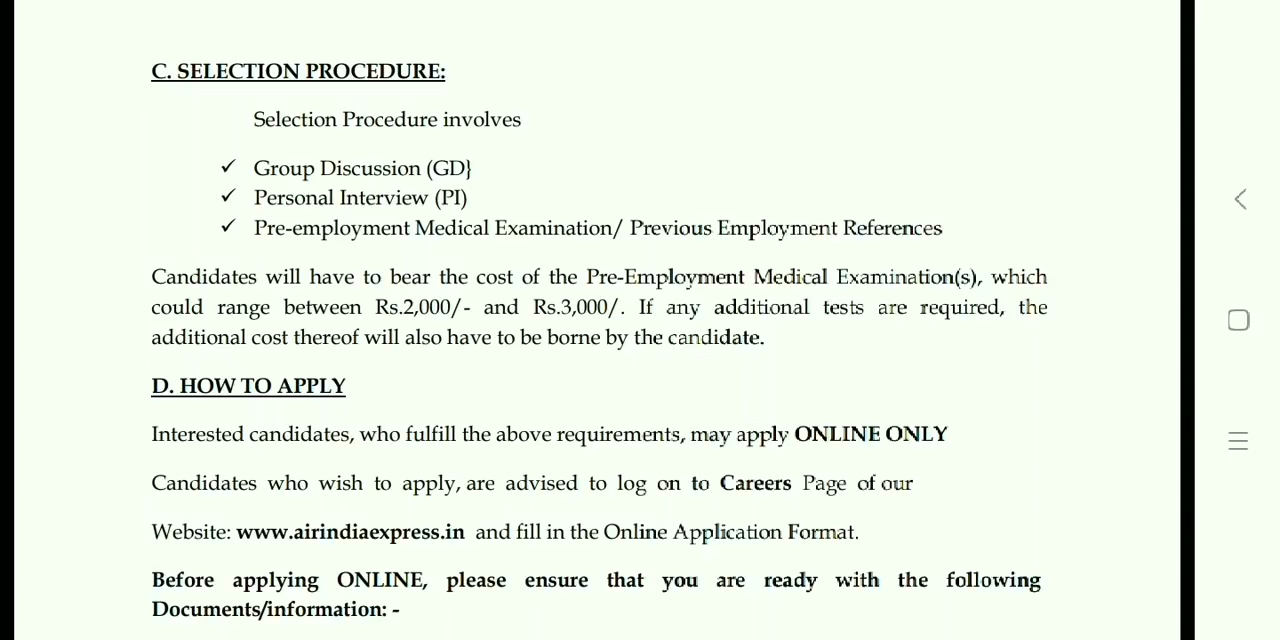 C. SELECTION PROCEDURE:
Selection Procedure involves
✓ Group Discussion (GD}
✓ Personal Interview (PI)
✓ Pre-employment Medical Examination/ Previous Employment References
Candidates will have to bear the cost of the Pre-Employment Medical Examination(s), which
could range between Rs.2,000/- and Rs.3,000/. If any additional tests are required, the
additional cost thereof will also have to be borne by the candidate.
D. HOW TO APPLY
Interested candidates, who fulfill the above requirements, may apply ONLINE ONLY
Candidates who wish to apply, are advised to log on to Careers Page of our
Website: www.airindiaexpress.in and fill in the Online Application Format.
Before applying ONLINE, please ensure that you are ready with the following
Documents/information: -